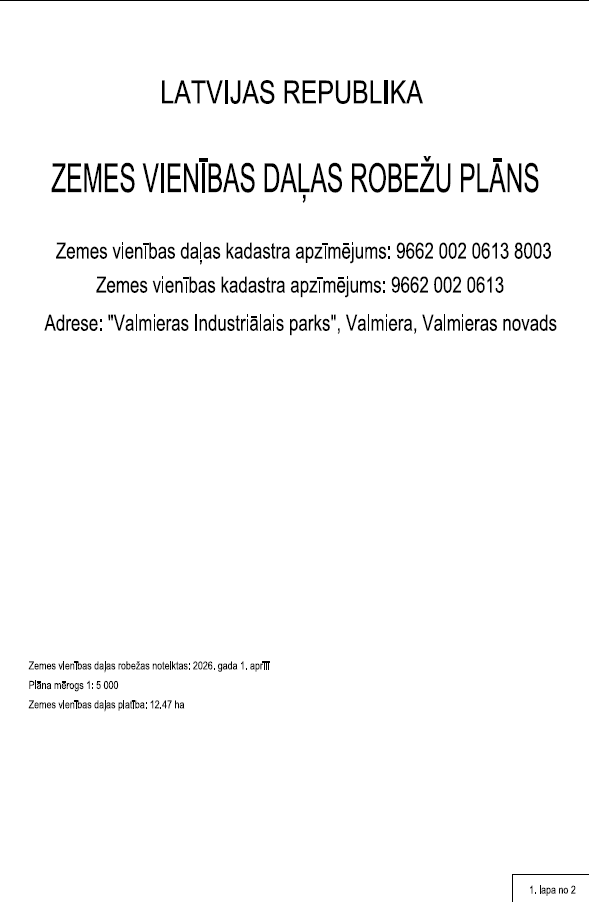 LATVIJAS REPUBLIKA
ZEMES VIENĪBAS DAĻAS ROBEŽU PLĀNS
Zemes vienības daļas kadastra apzīmējums: 9662 002 0613 8003
Zemes vienības kadastra apzīmējums: 9662 002 0613
Adrese: "Valmieras Industriālais parks", Valmiera, Valmieras novads
Zemes vienības daļas robežas noteiktas: 2026. gada 1. aprīlī
Plāna mērogs 1: 5 000
Zemes vienības daļas platība: 12.47 ha
1. lapa no 2